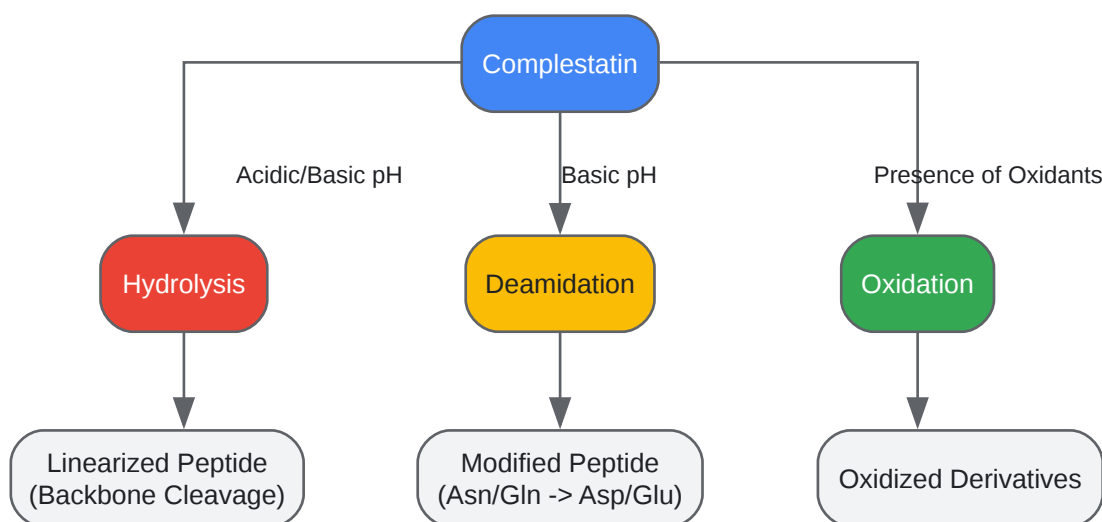 Complestatin
Acidic/Basic pH
Basic pH
Presence of Oxidants
Hydrolysis
Deamidation
Oxidation
Linearized Peptide
(Backbone Cleavage)
Modified Peptide
(Asn/Gln -> Asp/Glu)
Oxidized Derivatives